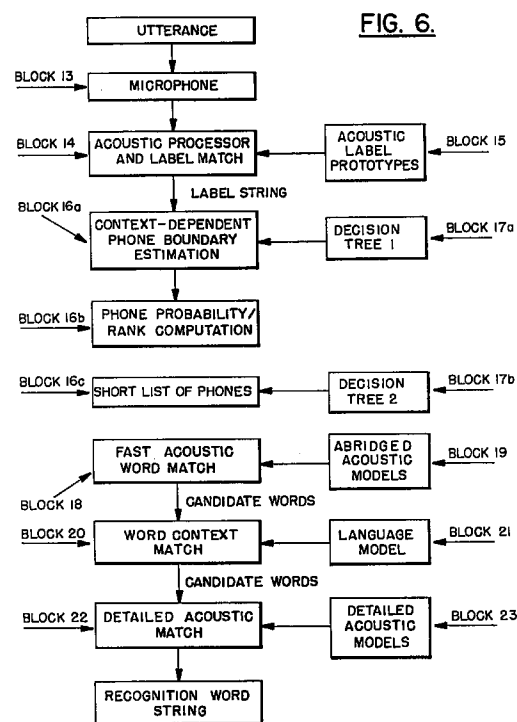 FIG. 6.
UTTERANCE
BLOCK 13
MICROPHONE
BLOCK 14
ACOUSTIC PROCESSOR
AND LABEL MATCH
ACOUSTIC
LABEL
PROTOTYPES
BLOCK 15
LABEL STRING
BLOCK 16a
CONTEXT-DEPENDENT
PHONE BOUNDARY
ESTIMATION
DECISION
TREE 1
BLOCK 17a
BLOCK 16b
PHONE PROBABILITY/
RANK COMPUTATION
BLOCK 16c
SHORT LIST OF PHONES
DECISION
TREE 2
BLOCK 17b
FAST ACOUSTIC
WORD MATCH
ABRIDGED
ACOUSTIC
MODELS
BLOCK 19
BLOCK 18
CANDIDATE WORDS
BLOCK 20
WORD CONTEXT
MATCH
LANGUAGE
MODEL
BLOCK 21
CANDIDATE WORDS
BLOCK 22
DETAILED ACOUSTIC
MATCH
DETAILED
ACOUSTIC
MODELS
BLOCK 23
RECOGNITION WORD
STRING